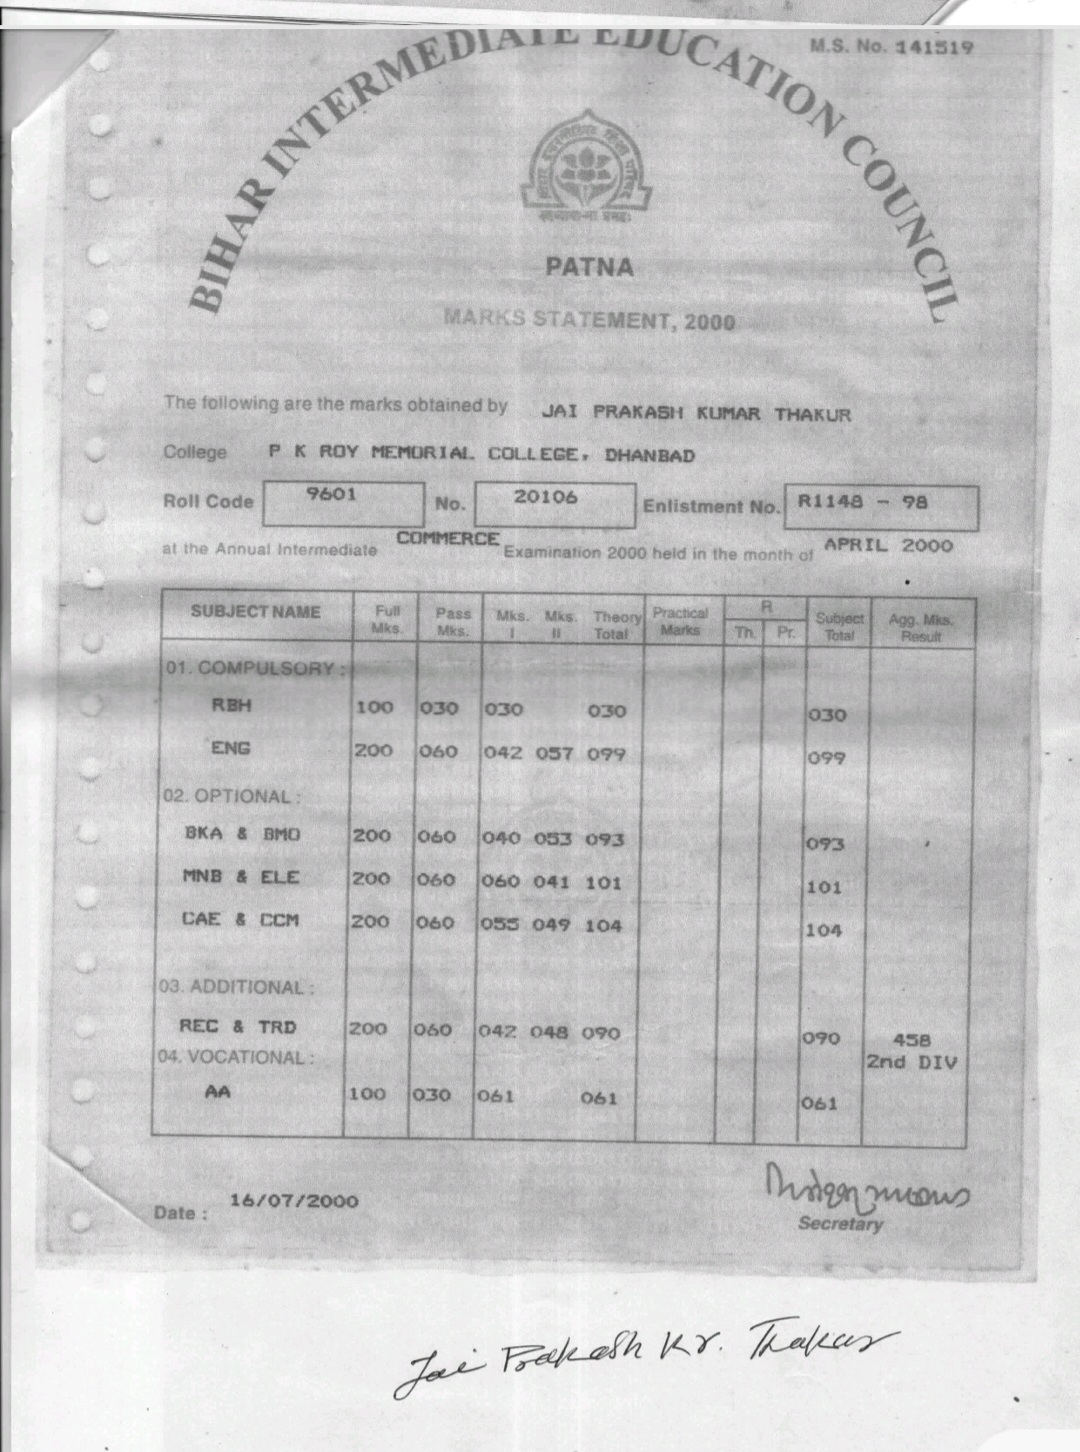 M.S. No. 141519
BIHAR INTERMEDIATE EDUCATION COUNCIL
PATNA
MARKS STATEMENT, 2000
The following are the marks obtained by JAI PRAKASH KUMAR THAKUR
College P K ROY MEMORIAL COLLEGE, DHANBAD
Roll Code 9601 No. 20106 Enlistment No. R1148 - 98
at the Annual Intermediate COMMERCE Examination 2000 held in the month of APRIL 2000
SUBJECT NAME Full Mks. Pass Mks. Mks. I Mks. II Theory Total Practical Marks R Th. Pr. Subject Total Agg. Mks. Result
01. COMPULSORY :
RBH 100 030 030 030 030
ENG 200 060 042 057 099 099
02. OPTIONAL :
BKA & BMO 200 060 040 053 093 093
MNB & ELE 200 060 060 041 101 101
CAE & CCM 200 060 055 049 104 104
03. ADDITIONAL :
REC & TRD 200 060 042 048 090 090 458
04. VOCATIONAL : 2nd DIV
AA 100 030 061 061 061
Date : 16/07/2000
Secretary
Jai Prakash Kr. Thakur